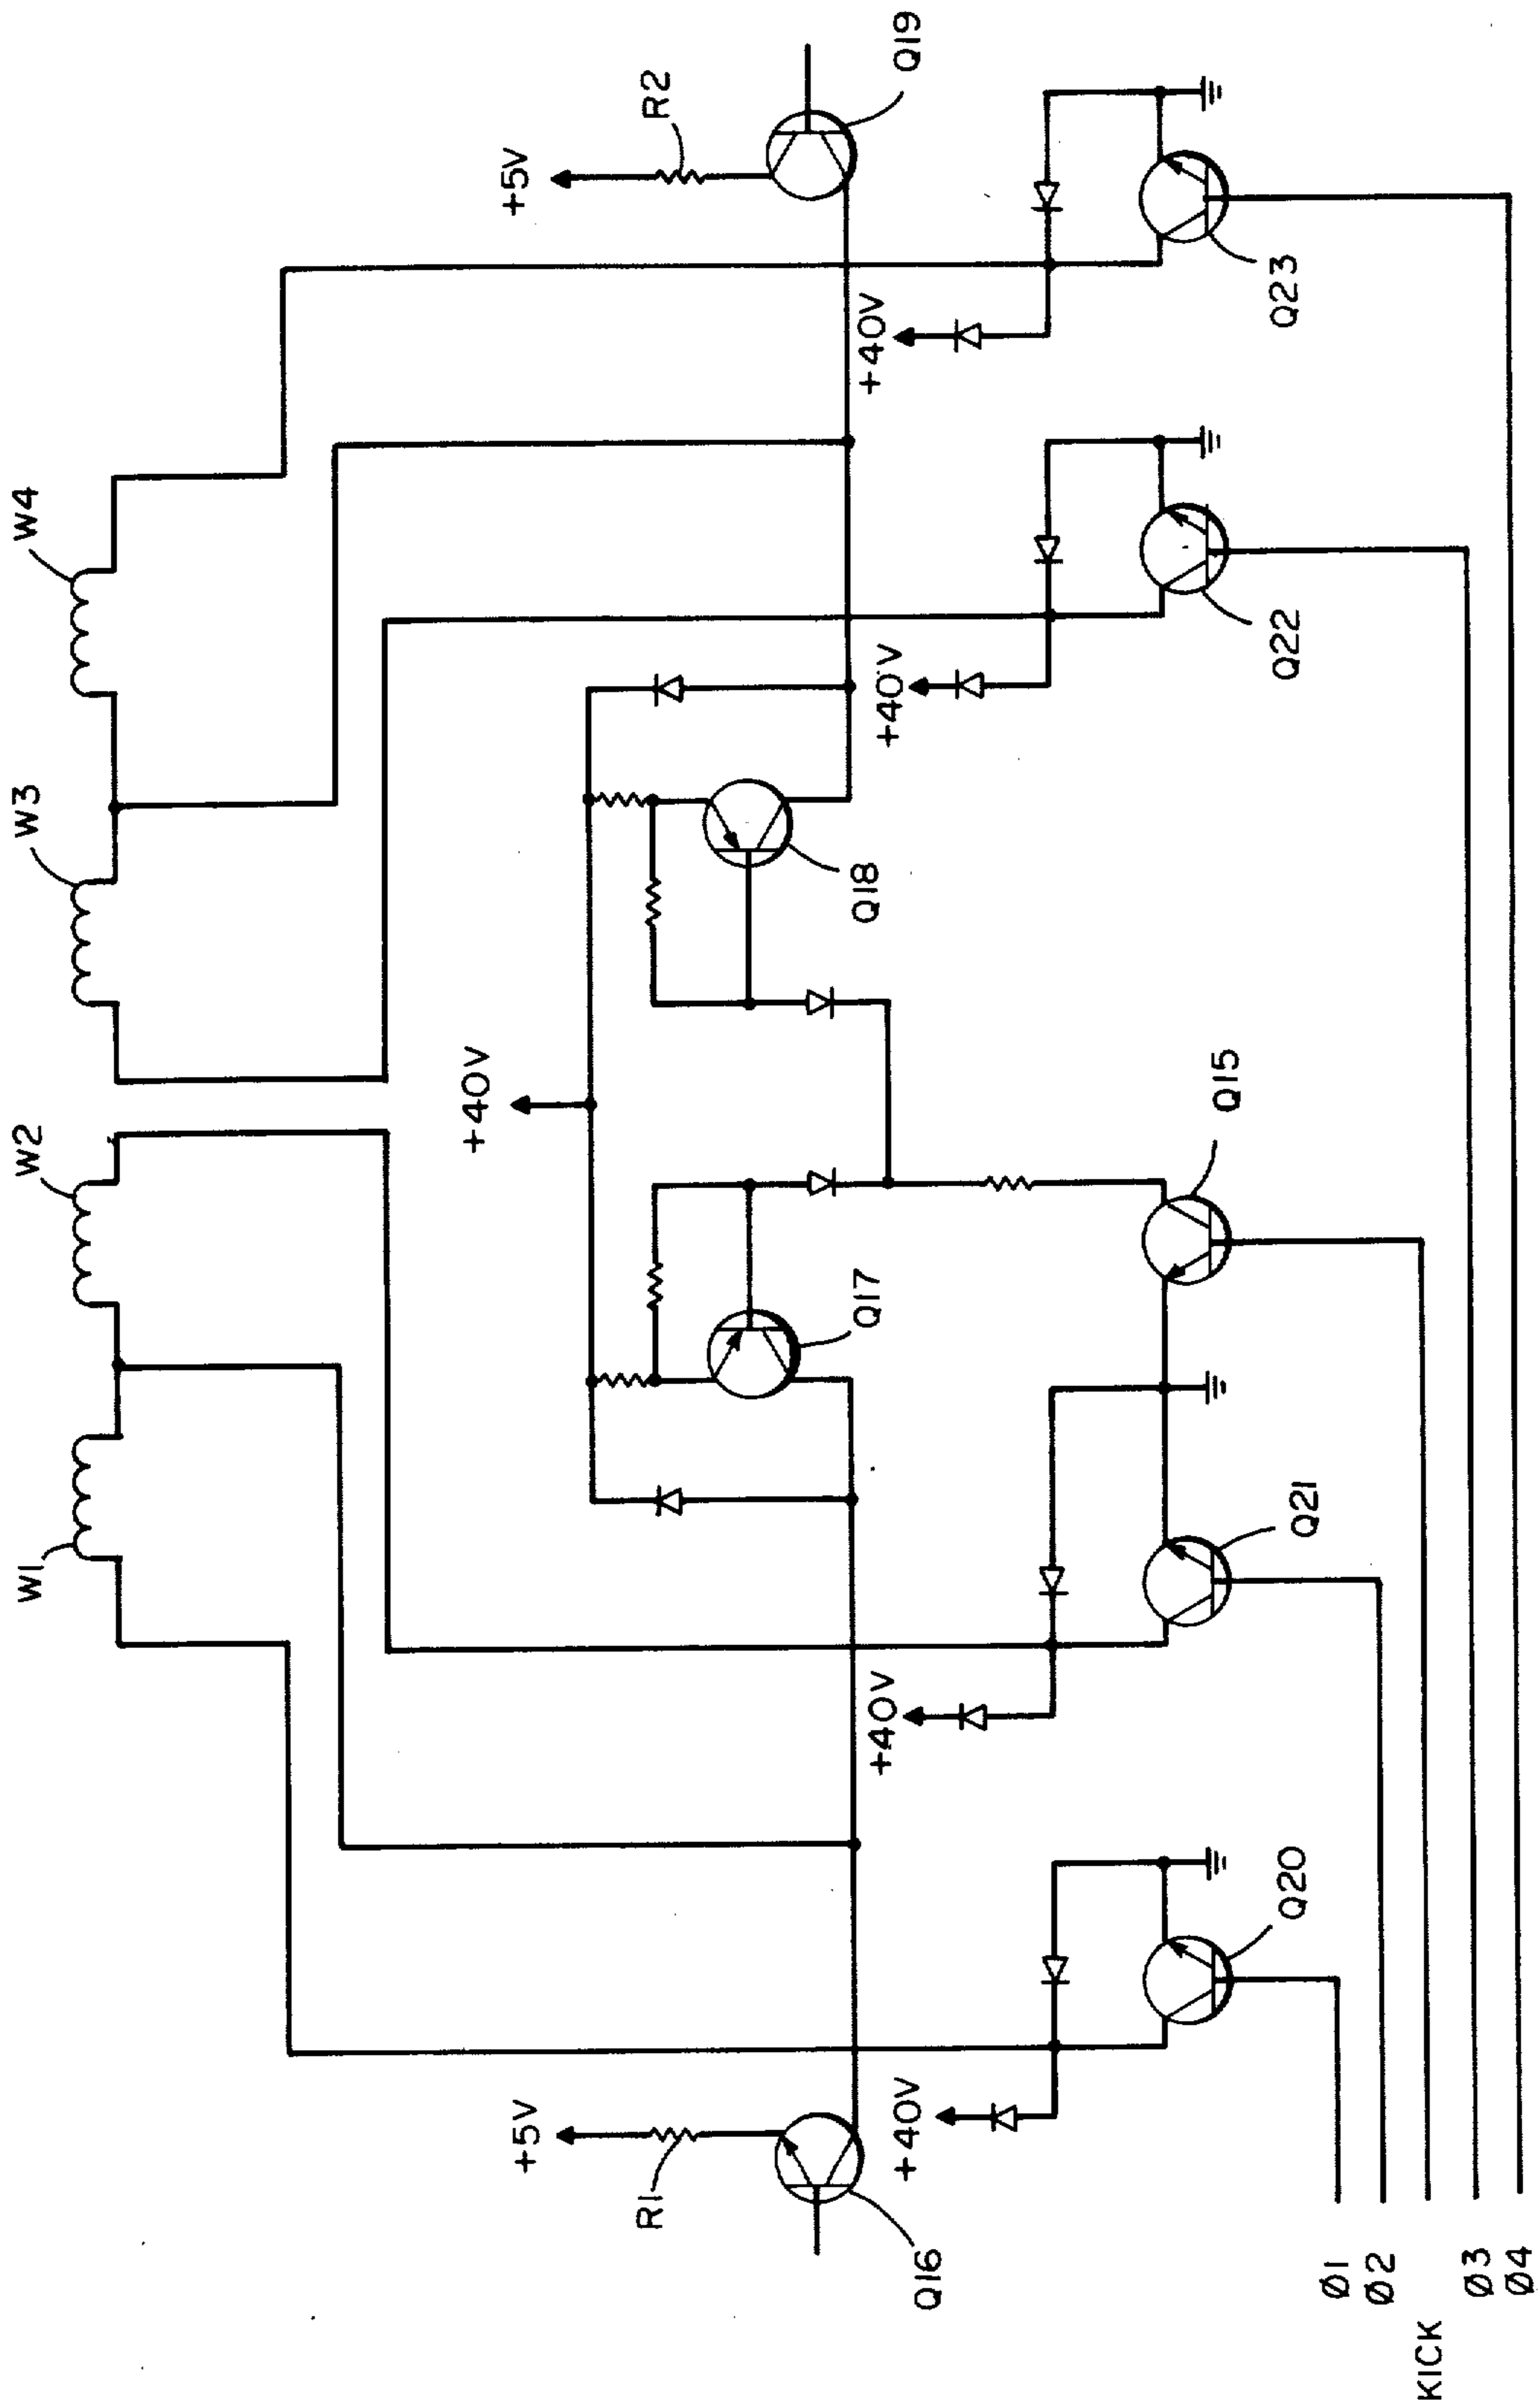 W1
W2
W3
W4
+5V
R1
Q16
+40V
Q17
Q18
+5V
R2
Q19
+40V
Q20
+40V
Q21
Q15
+40V
Q22
+40V
Q23
Ø1
Ø2
KICK
Ø3
Ø4